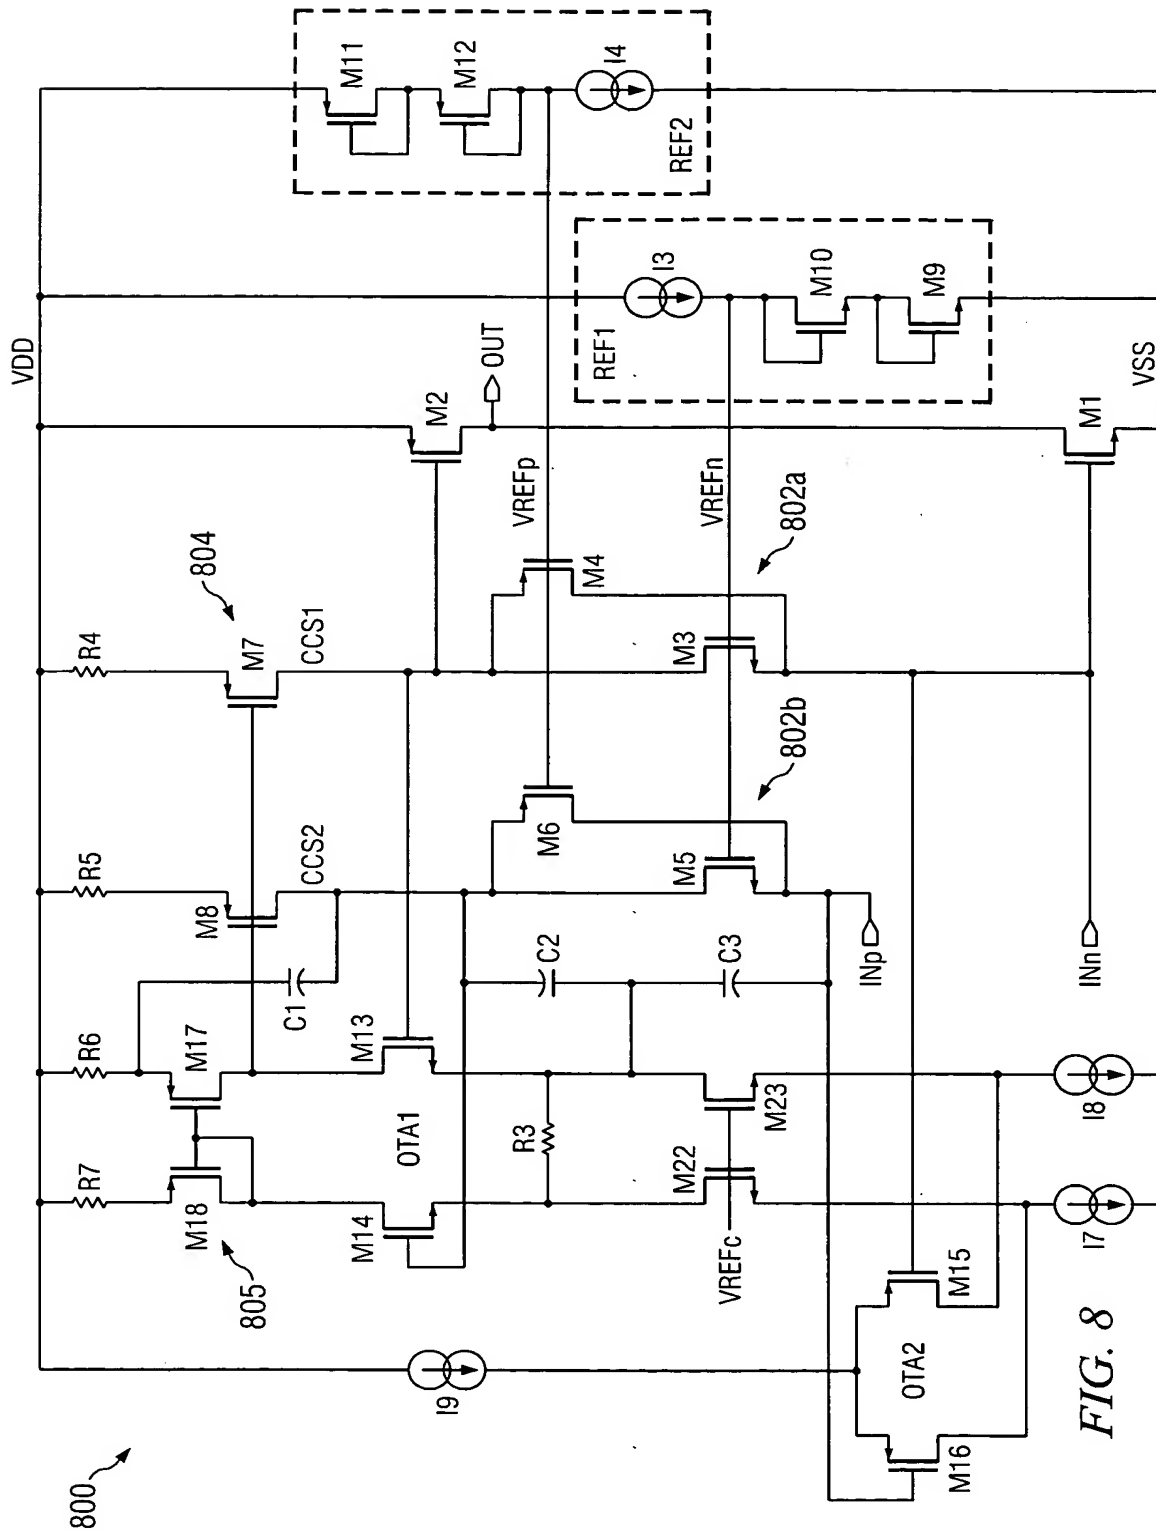 800
VDD
R7
R6
R5
R4
804
M18
M17
M8
M7
M11
805
C1
CCS2
CCS1
M2
OUT
M12
I9
M14
OTA1
M13
C2
M6
M4
VREFp
REF1
I3
I4
REF2
R3
M22
M23
C3
M5
802b
M3
802a
VREFn
M10
VREFc
M9
INp
OTA2
M16
M15
I7
I8
INn
M1
VSS
FIG. 8